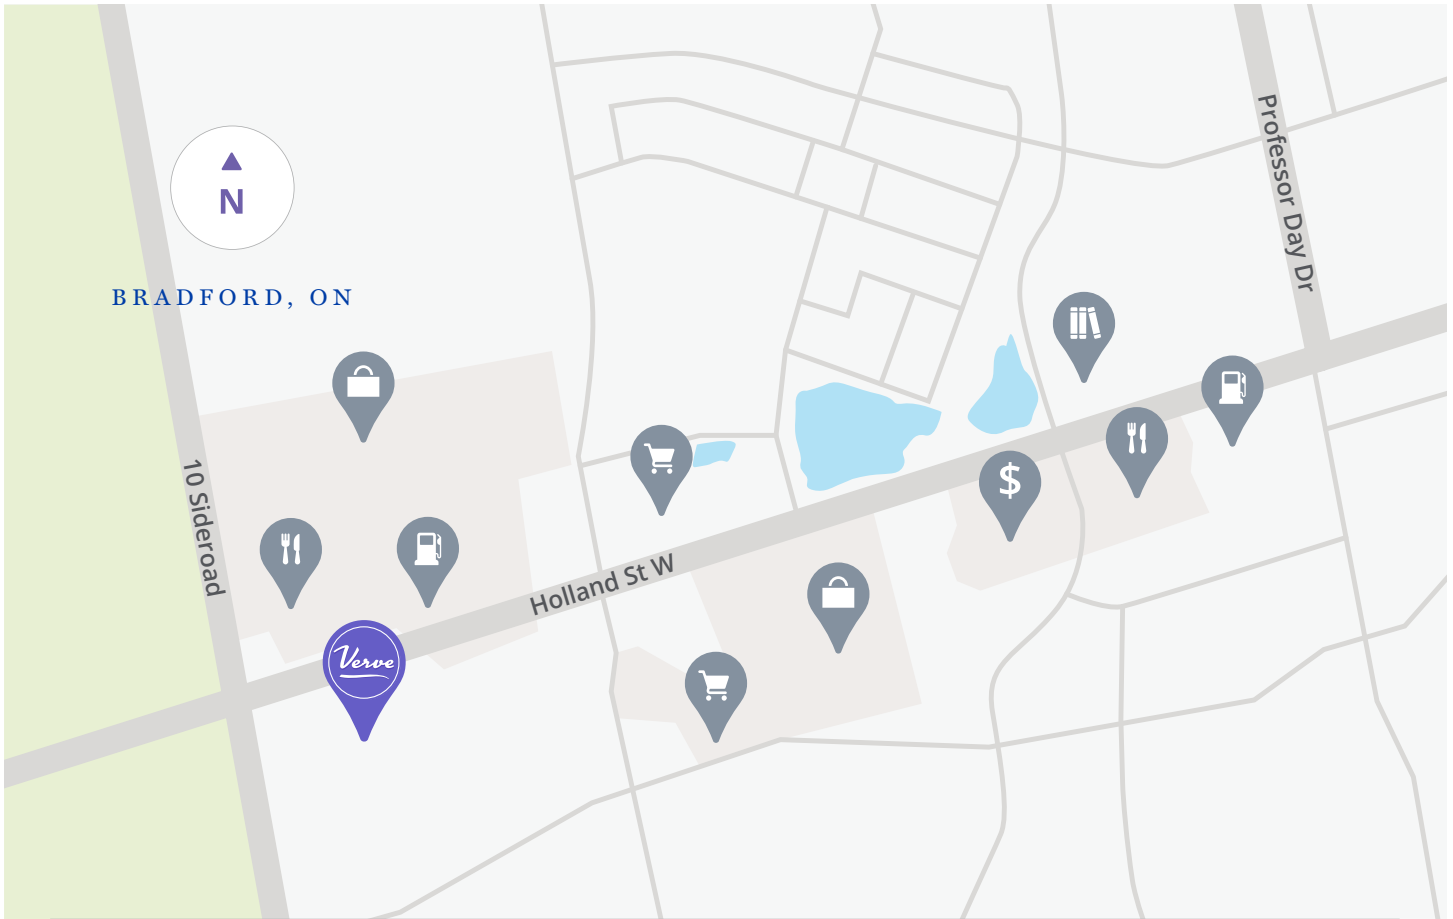 Professor Day Dr
N
BRADFORD, ON
$
10 Sideroad
Holland St W
Verve